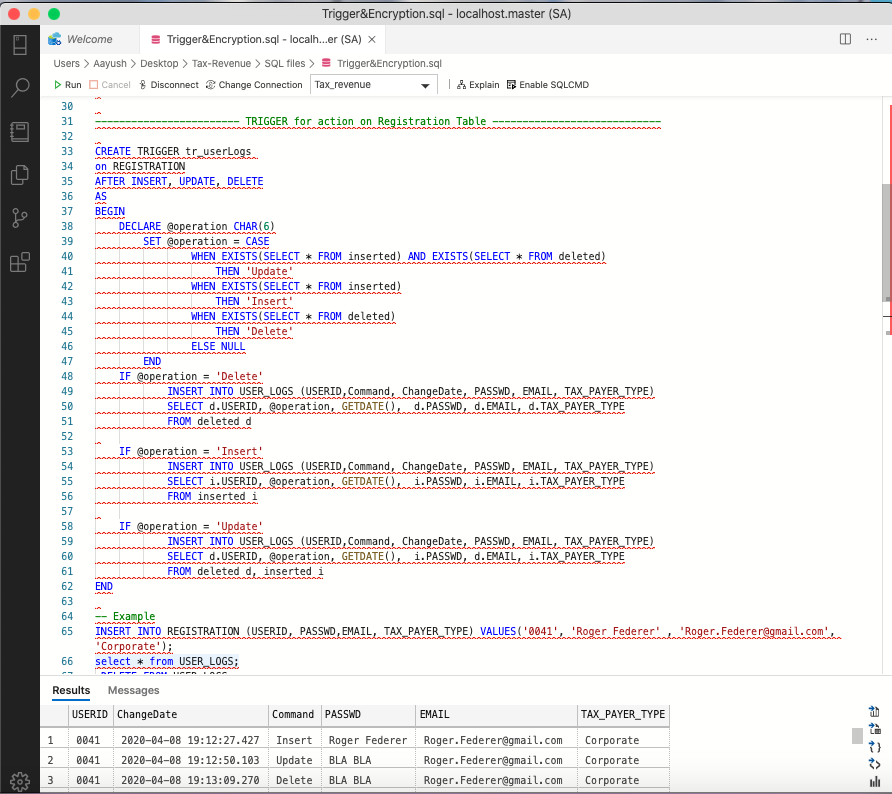 Trigger&Encryption.sql - localhost.master (SA)
Welcome
Trigger&Encryption.sql - localh...er (SA)
Users > Aayush > Desktop > Tax-Revenue > SQL files > Trigger&Encryption.sql
Run Cancel Disconnect Change Connection Tax_revenue Explain Enable SQLCMD
30
31 ------------------------ TRIGGER for action on Registration Table ----------------------------
32
33 CREATE TRIGGER tr_userLogs
34 on REGISTRATION
35 AFTER INSERT, UPDATE, DELETE
36 AS
37 BEGIN
38 DECLARE @operation CHAR(6)
39 SET @operation = CASE
40 WHEN EXISTS(SELECT * FROM inserted) AND EXISTS(SELECT * FROM deleted)
41 THEN 'Update'
42 WHEN EXISTS(SELECT * FROM inserted)
43 THEN 'Insert'
44 WHEN EXISTS(SELECT * FROM deleted)
45 THEN 'Delete'
46 ELSE NULL
47 END
48 IF @operation = 'Delete'
49 INSERT INTO USER_LOGS (USERID,Command, ChangeDate, PASSWD, EMAIL, TAX_PAYER_TYPE)
50 SELECT d.USERID, @operation, GETDATE(), d.PASSWD, d.EMAIL, d.TAX_PAYER_TYPE
51 FROM deleted d
52
53 IF @operation = 'Insert'
54 INSERT INTO USER_LOGS (USERID,Command, ChangeDate, PASSWD, EMAIL, TAX_PAYER_TYPE)
55 SELECT i.USERID, @operation, GETDATE(), i.PASSWD, i.EMAIL, i.TAX_PAYER_TYPE
56 FROM inserted i
57
58 IF @operation = 'Update'
59 INSERT INTO USER_LOGS (USERID,Command, ChangeDate, PASSWD, EMAIL, TAX_PAYER_TYPE)
60 SELECT d.USERID, @operation, GETDATE(), i.PASSWD, d.EMAIL, i.TAX_PAYER_TYPE
61 FROM deleted d, inserted i
62 END
63
64 -- Example
65 INSERT INTO REGISTRATION (USERID, PASSWD,EMAIL, TAX_PAYER_TYPE) VALUES('0041', 'Roger Federer' , 'Roger.Federer@gmail.com',
'Corporate');
66 select * from USER_LOGS;
67 DELETE FROM USER_LOGS
Results Messages
USERID ChangeDate Command PASSWD EMAIL TAX_PAYER_TYPE
1 0041 2020-04-08 19:12:27.427 Insert Roger Federer Roger.Federer@gmail.com Corporate
2 0041 2020-04-08 19:12:50.103 Update BLA BLA Roger.Federer@gmail.com Corporate
3 0041 2020-04-08 19:13:09.270 Delete BLA BLA Roger.Federer@gmail.com Corporate